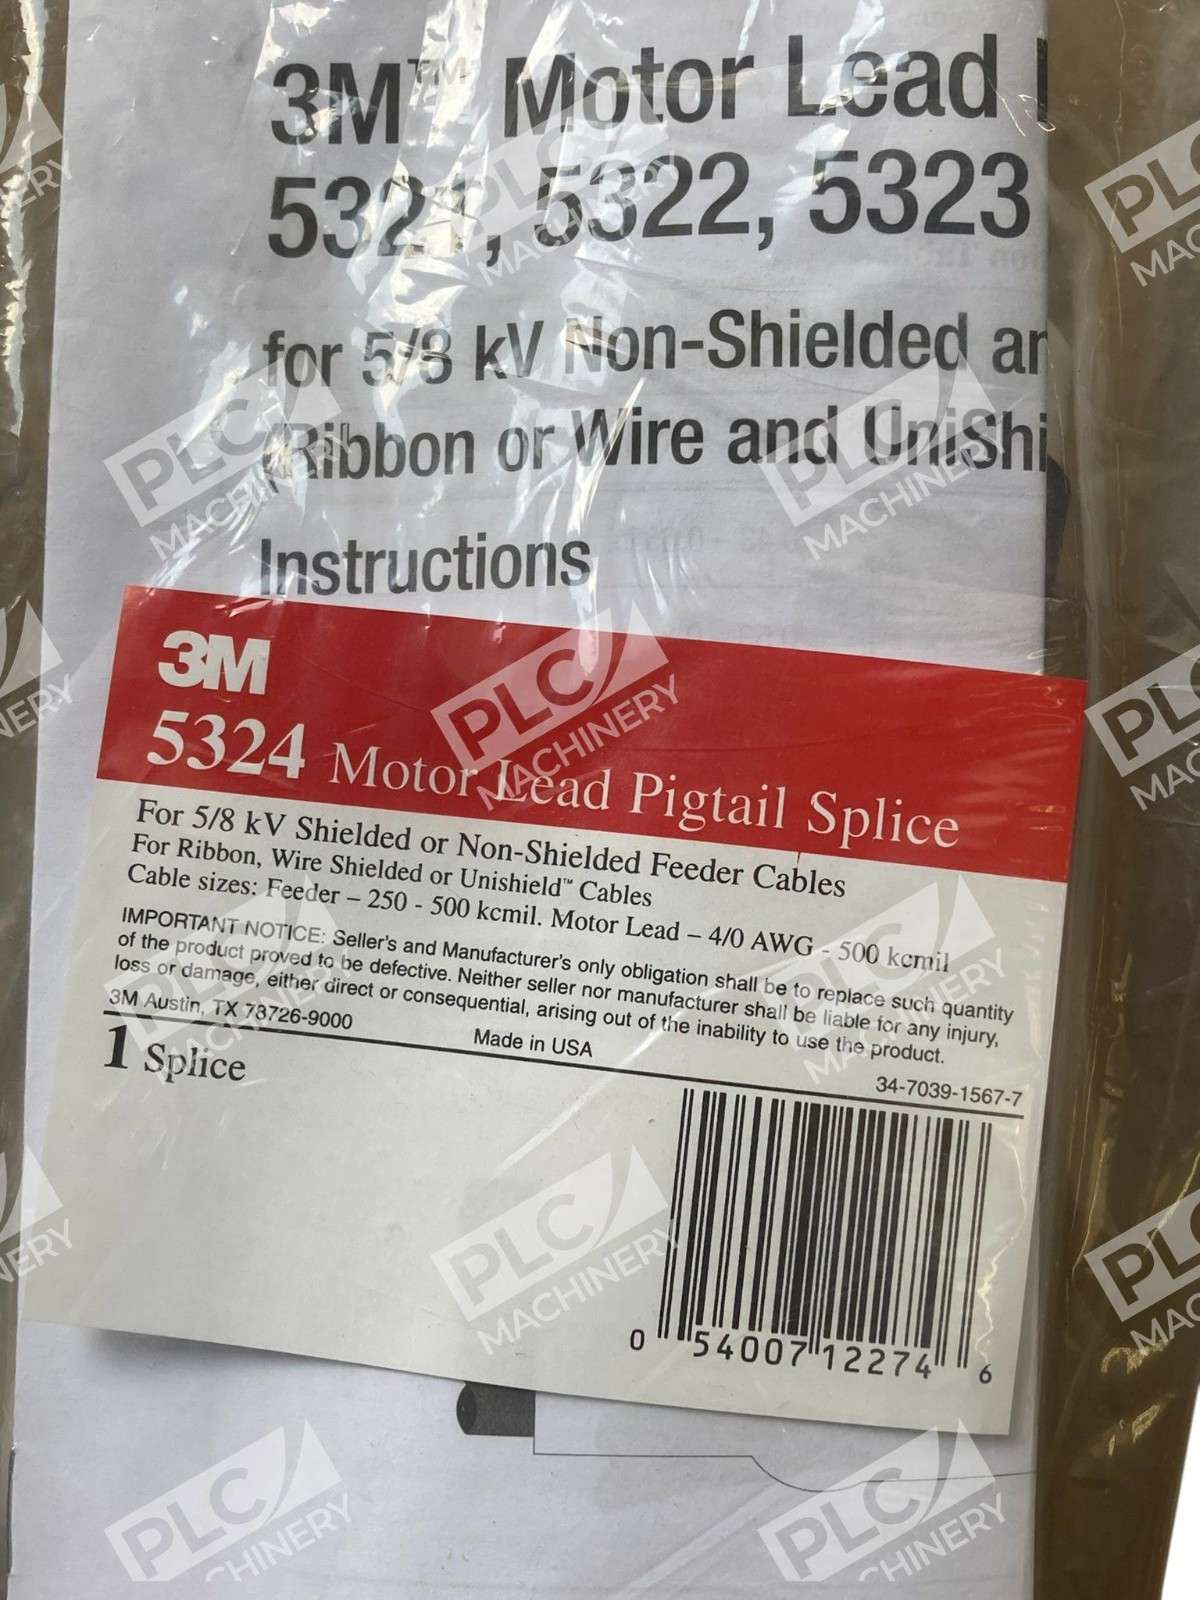 3M™ Motor Lead
5321, 5322, 5323
for 5/8 kV Non-Shielded
(Ribbon or Wire and UniShi
Instructions
3M
5324 Motor Lead Pigtail Splice
For 5/8 kV Shielded or Non-Shielded Feeder Cables
For Ribbon, Wire Shielded or Unishield™ Cables
Cable sizes: Feeder – 250 - 500 kcmil. Motor Lead – 4/0 AWG - 500 kcmil
IMPORTANT NOTICE: Seller's and Manufacturer's only obligation shall be to replace such quantity
of the product proved to be defective. Neither seller nor manufacturer shall be liable for any injury,
loss or damage, either direct or consequential, arising out of the inability to use the product.
3M Austin, TX 78726-9000
Made in USA
34-7039-1567-7
1 Splice
0 54007 12274 6
PLC MACHINERY